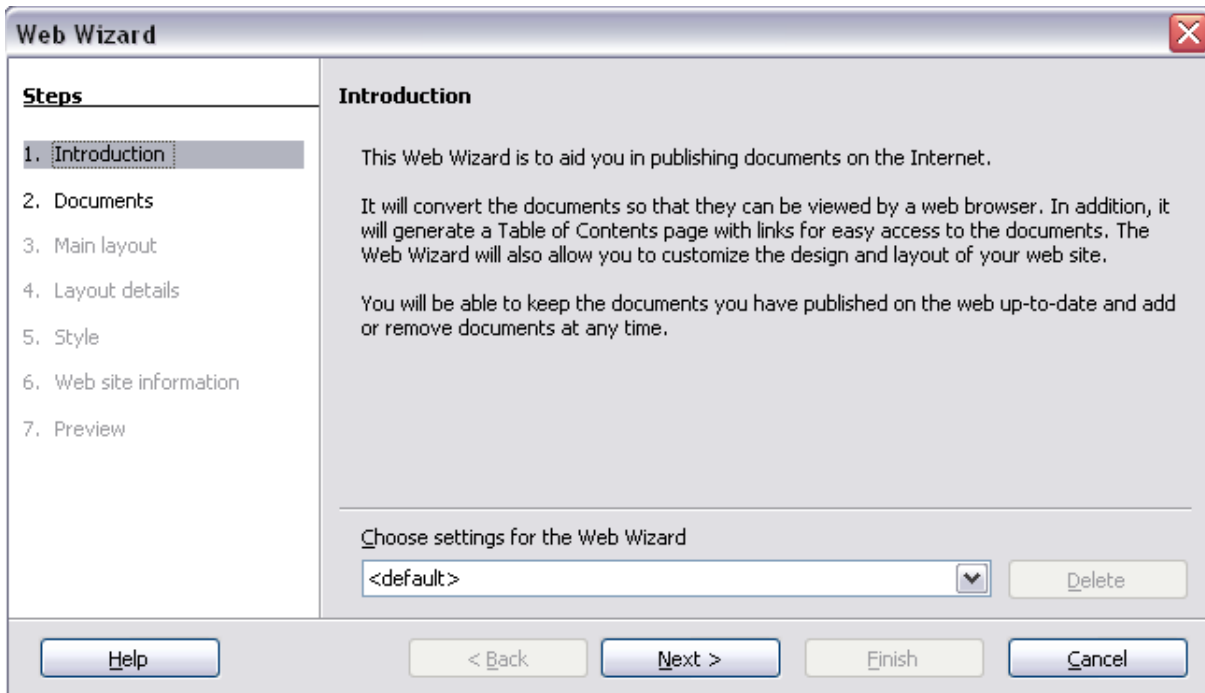 Web Wizard
Steps
1. Introduction
2. Documents
3. Main layout
4. Layout details
5. Style
6. Web site information
7. Preview
Introduction
This Web Wizard is to aid you in publishing documents on the Internet.
It will convert the documents so that they can be viewed by a web browser. In addition, it
will generate a Table of Contents page with links for easy access to the documents. The
Web Wizard will also allow you to customize the design and layout of your web site.
You will be able to keep the documents you have published on the web up-to-date and add
or remove documents at any time.
Choose settings for the Web Wizard
<default>
Delete
Help
< Back
Next >
Finish
Cancel